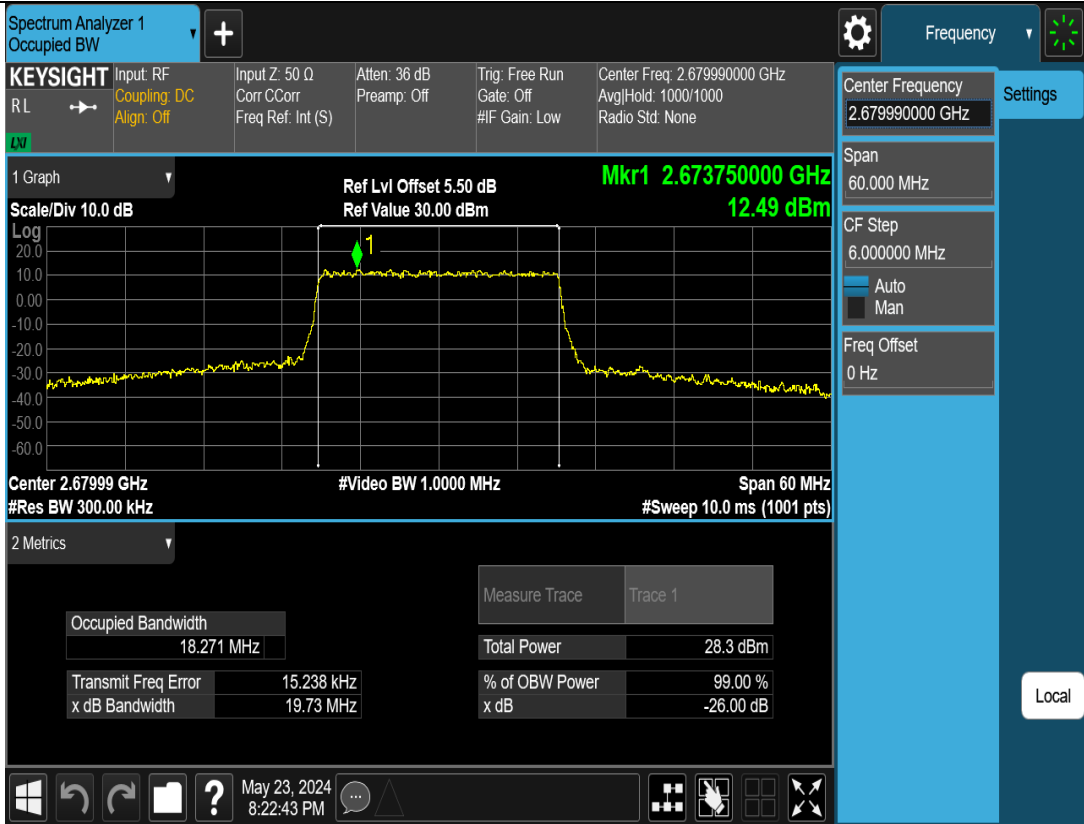 Spectrum Analyzer 1
Occupied BW
▼
+
Frequency ▼
KEYSIGHT
R L
LXI
Input: RF
Coupling: DC
Align: Off
Input Z: 50 Ω
Corr CCorr
Freq Ref: Int (S)
Atten: 36 dB
Preamp: Off
Trig: Free Run
Gate: Off
#IF Gain: Low
Center Freq: 2.679990000 GHz
Avg|Hold: 1000/1000
Radio Std: None
1 Graph ▼
Scale/Div 10.0 dB
Ref Lvl Offset 5.50 dB
Ref Value 30.00 dBm
Mkr1 2.673750000 GHz
12.49 dBm
Log
20.0
10.0
0.00
-10.0
-20.0
-30.0
-40.0
-50.0
-60.0
1
Center 2.67999 GHz
#Res BW 300.00 kHz
#Video BW 1.0000 MHz
Span 60 MHz
#Sweep 10.0 ms (1001 pts)
2 Metrics ▼
Measure Trace Trace 1
Occupied Bandwidth
18.271 MHz
Total Power 28.3 dBm
Transmit Freq Error 15.238 kHz
% of OBW Power 99.00 %
x dB Bandwidth 19.73 MHz
x dB -26.00 dB
Center Frequency
2.679990000 GHz
Settings
Span
60.000 MHz
CF Step
6.000000 MHz
Auto
Man
Freq Offset
0 Hz
Local
?
May 23, 2024
8:22:43 PM